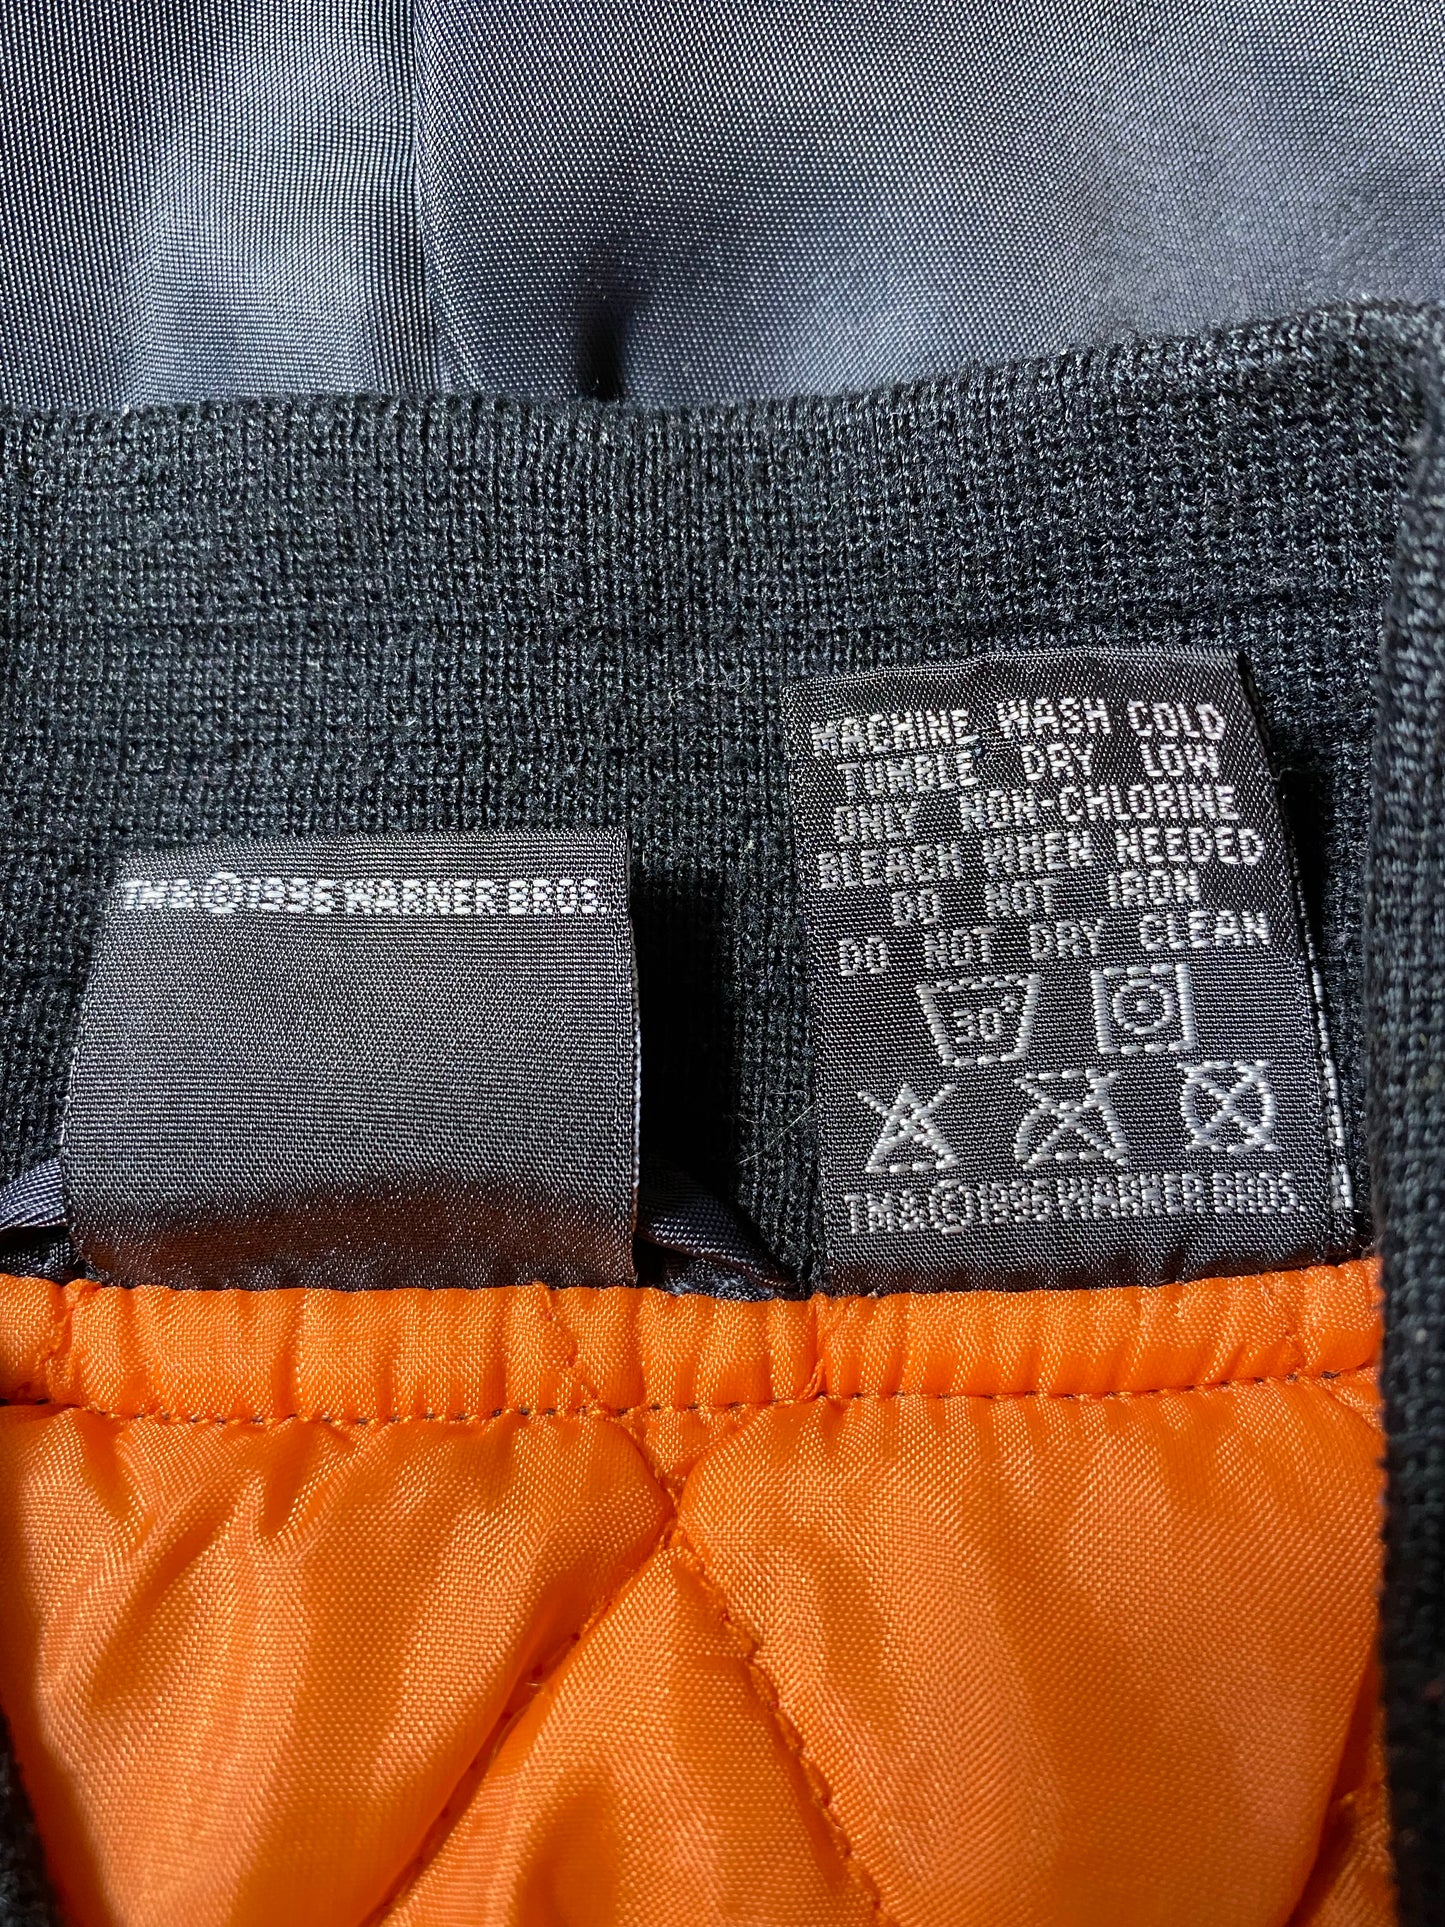 TM&©1996 WARNER BROS.
MACHINE WASH COLD
TUMBLE DRY LOW
ONLY NON-CHLORINE
BLEACH WHEN NEEDED
DO NOT IRON
DO NOT DRY CLEAN
30°
TM&©1996 WARNER BROS